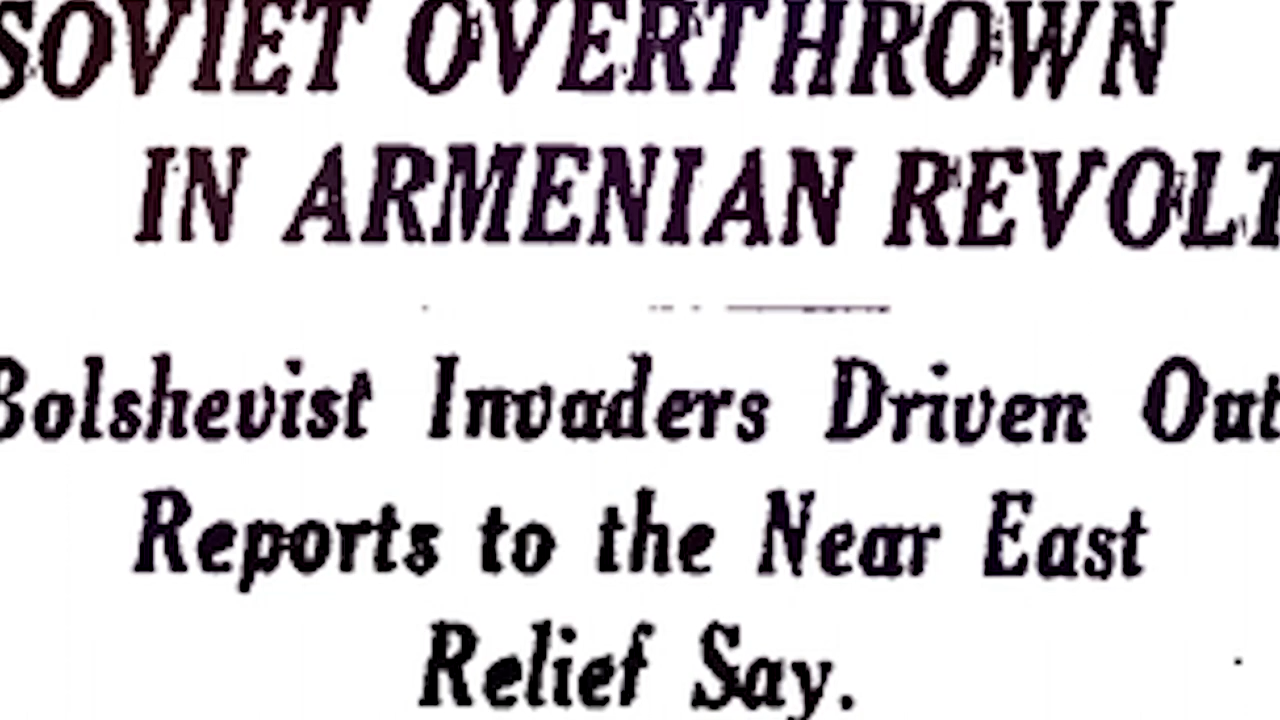 SOVIET OVERTHROWN
IN ARMENIAN REVOLT
Bolshevist Invaders Driven Out
Reports to the Near East
Relief Say.